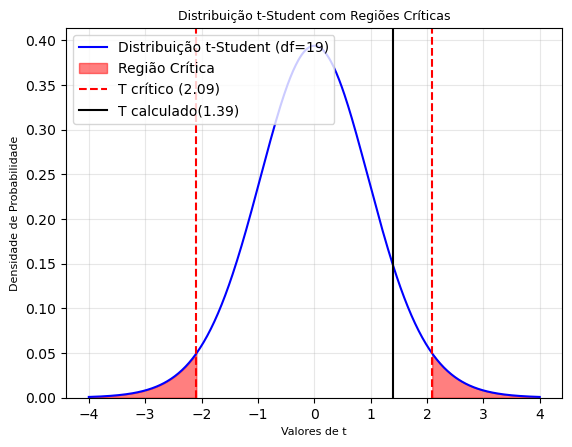 Distribuição t-Student com Regiões Críticas
Distribuição t-Student (df=19)
Região Crítica
T crítico (2.09)
T calculado(1.39)
Densidade de Probabilidade
0.40
0.35
0.30
0.25
0.20
0.15
0.10
0.05
0.00
−4 −3 −2 −1 0 1 2 3 4
Valores de t